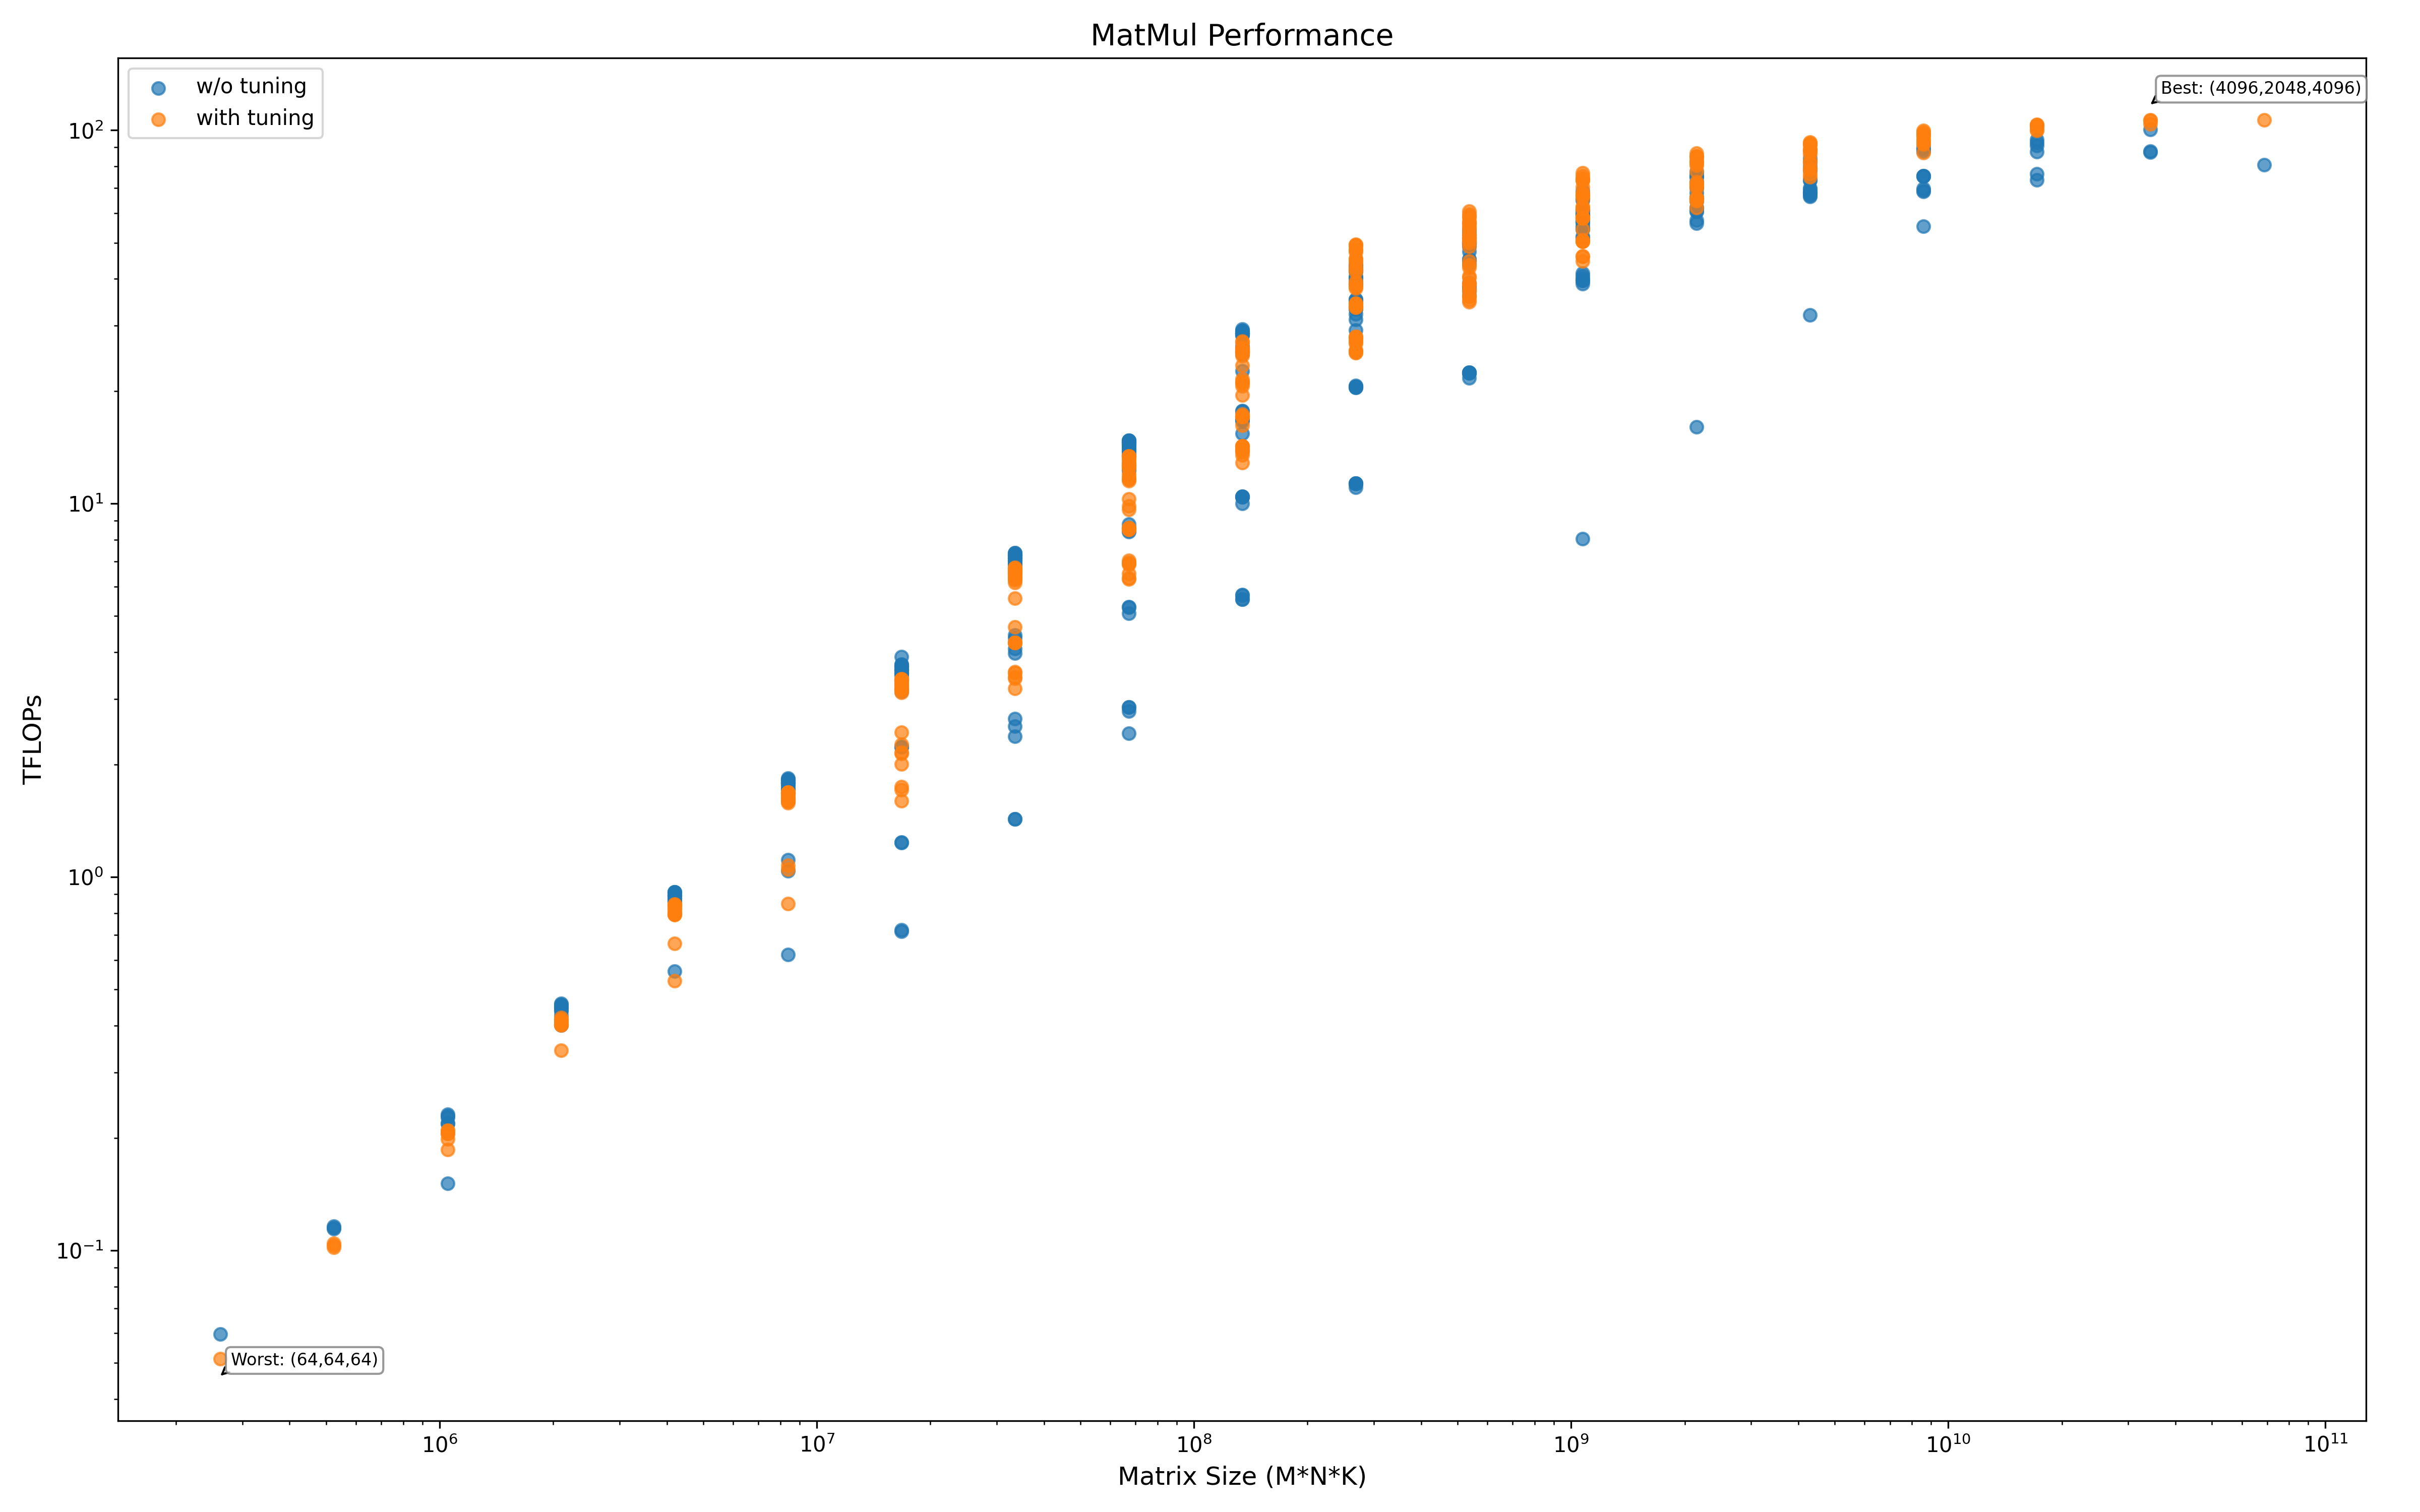 MatMul Performance
w/o tuning
with tuning
Best: (4096,2048,4096)
Worst: (64,64,64)
TFLOPs
10²
10¹
10⁰
10⁻¹
10⁶ 10⁷ 10⁸ 10⁹ 10¹⁰ 10¹¹
Matrix Size (M*N*K)